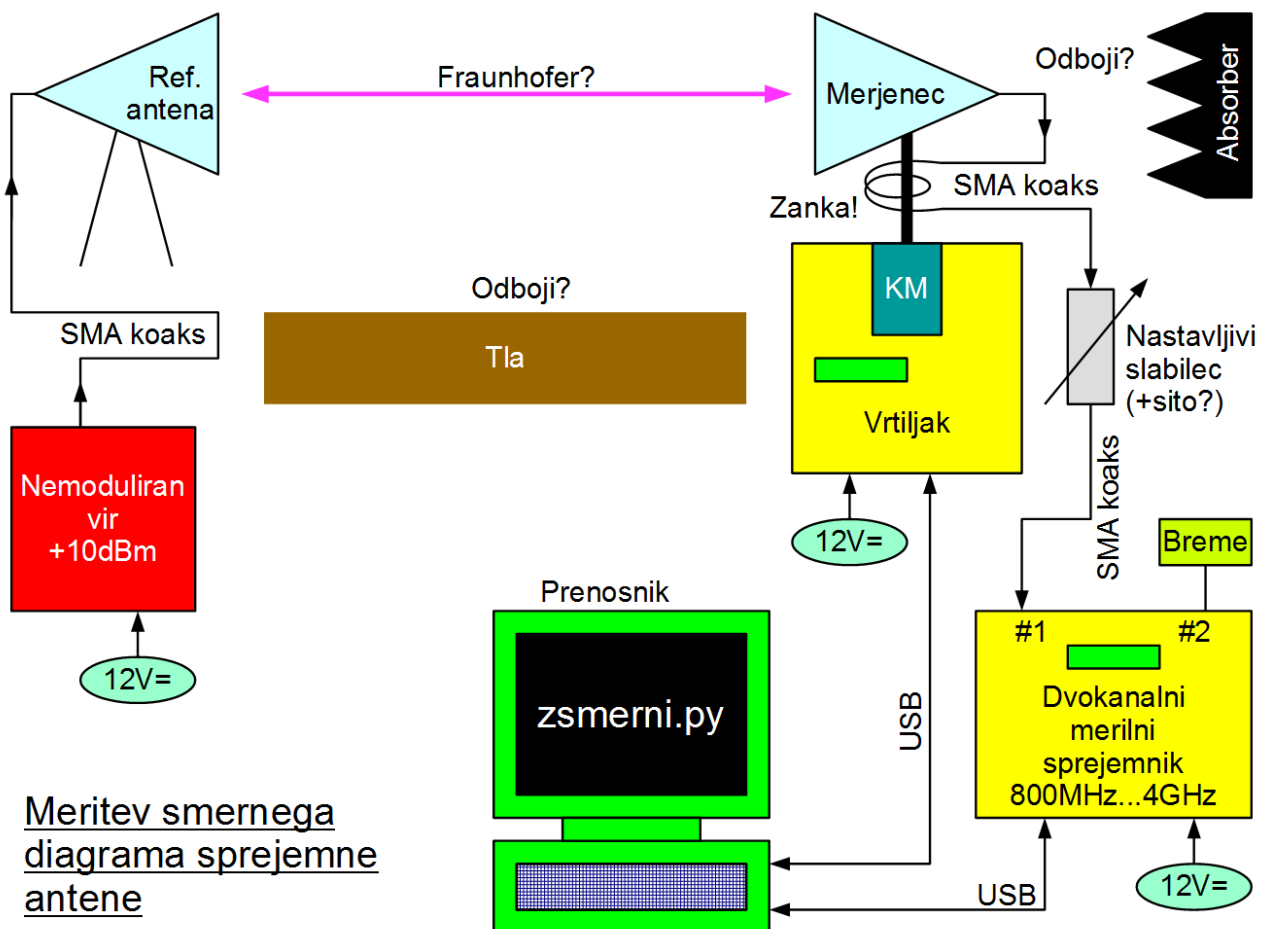 Ref.
antena
Fraunhofer?
Merjenec
Odboji?
Absorber
SMA koaks
Zanka!
KM
Odboji?
SMA koaks
Tla
Nastavljivi
slabilec
(+sito?)
Vrtiljak
Nemoduliran
vir
+10dBm
SMA koaks
12V=
Breme
Prenosnik
#1
#2
12V=
zsmerni.py
USB
Dvokanalni
merilni
sprejemnik
800MHz...4GHz
Meritev smernega
diagrama sprejemne
antene
USB
12V=